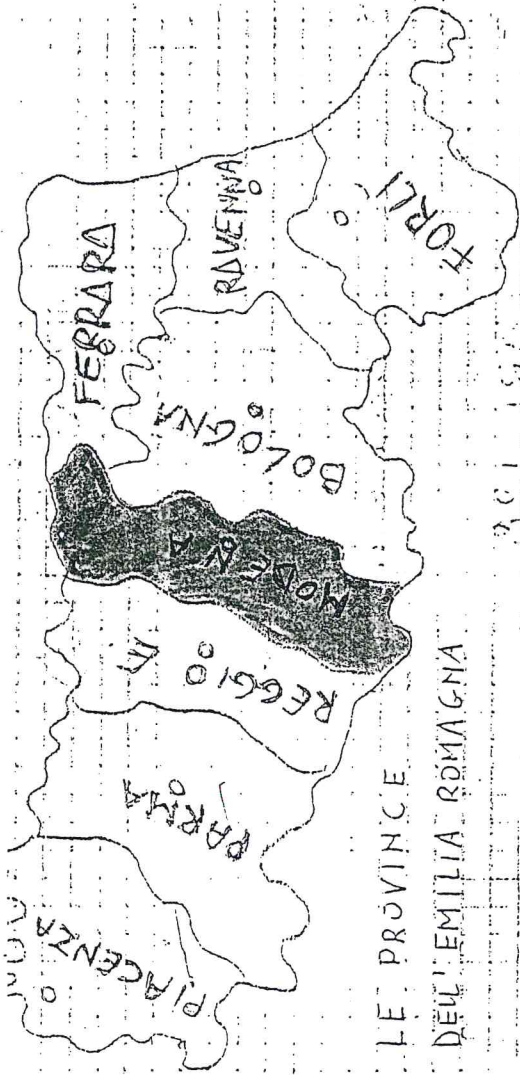 PIACENZA
PARMA
REGGIO E.
MODENA
BOLOGNA
FERRARA
RAVENNA
FORLI'
LE PROVINCE
DELL'EMILIA ROMAGNA